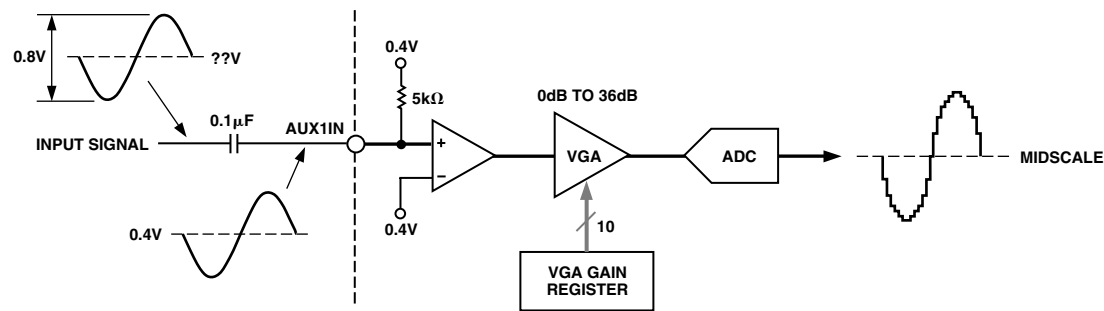 0.8V
??V
0.4V
5kΩ
0dB TO 36dB
0.1μF
AUX1IN
INPUT SIGNAL
+
–
VGA
ADC
MIDSCALE
0.4V
0.4V
10
VGA GAIN
REGISTER